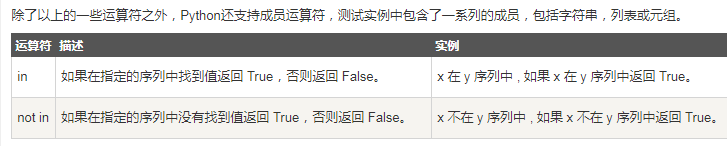 除了以上的一些运算符之外，Python还支持成员运算符，测试实例中包含了一系列的成员，包括字符串，列表或元组。
运算符 描述 实例
in 如果在指定的序列中找到值返回 True，否则返回 False。 x 在 y 序列中 , 如果 x 在 y 序列中返回 True。
not in 如果在指定的序列中没有找到值返回 True，否则返回 False。 x 不在 y 序列中 , 如果 x 不在 y 序列中返回 True。